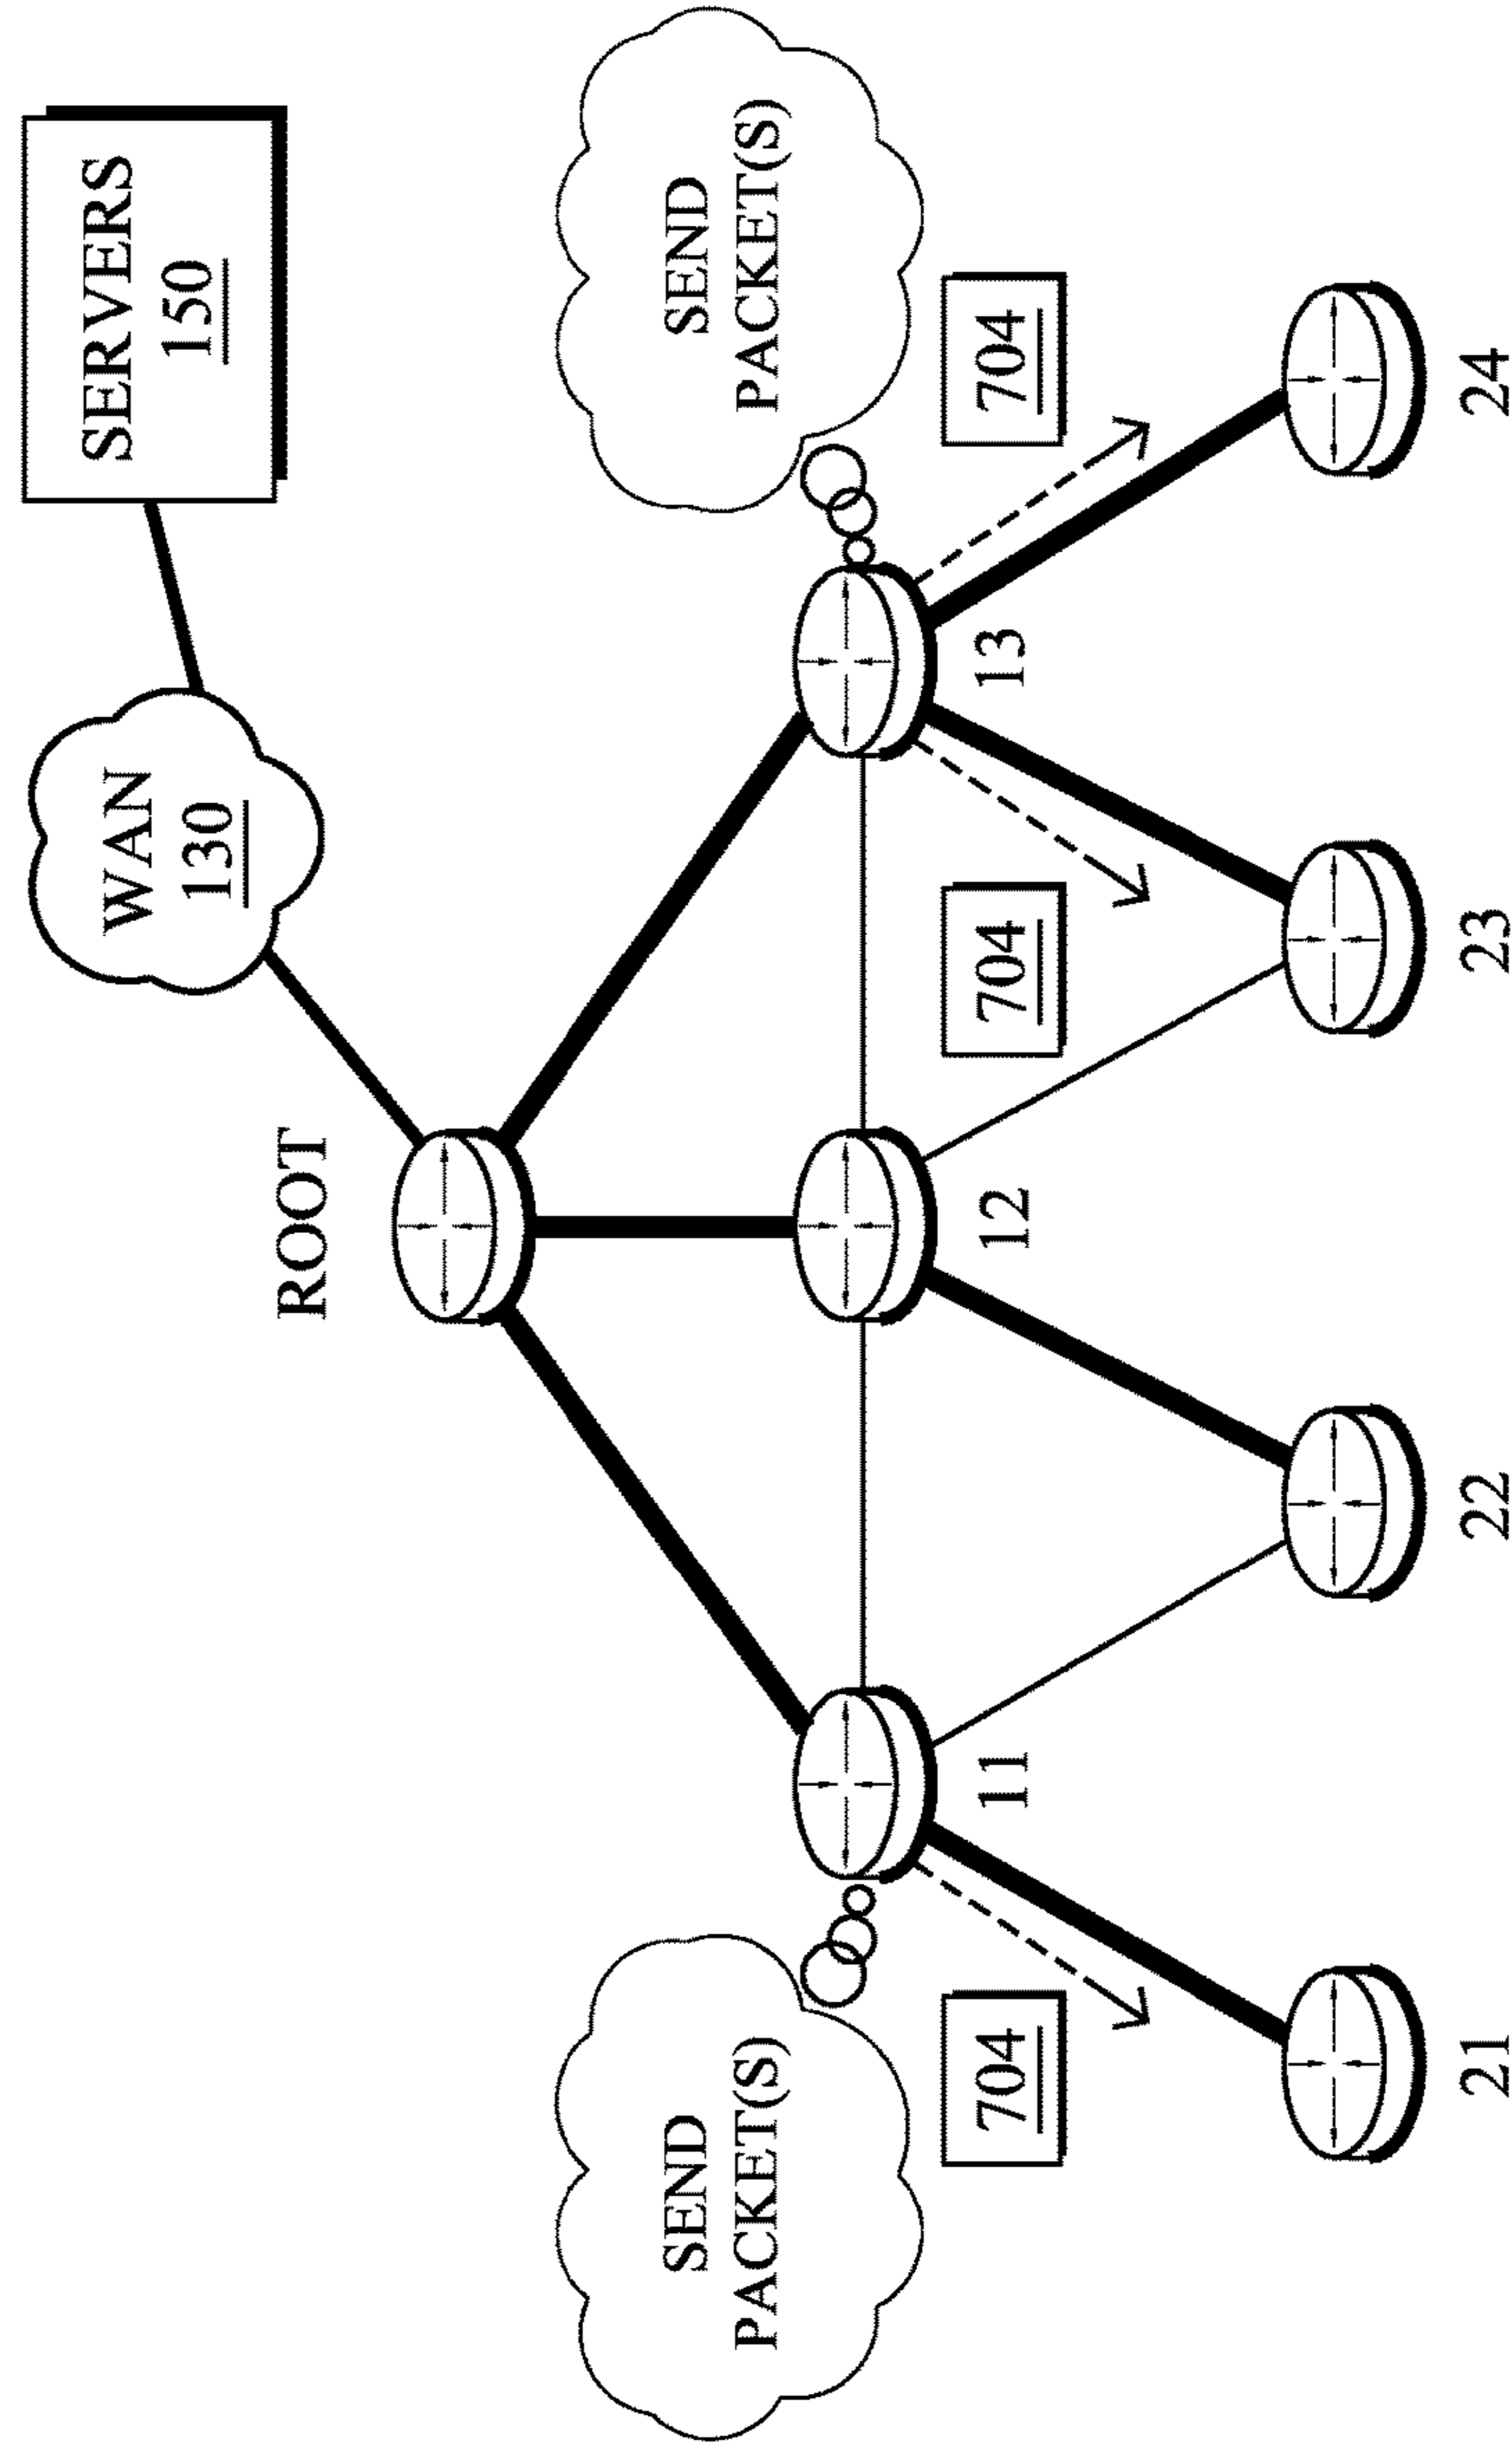 SERVERS
150
WAN
130
ROOT
SEND
PACKET(S)
SEND
PACKET(S)
11
12
13
704
704
704
21
22
23
24